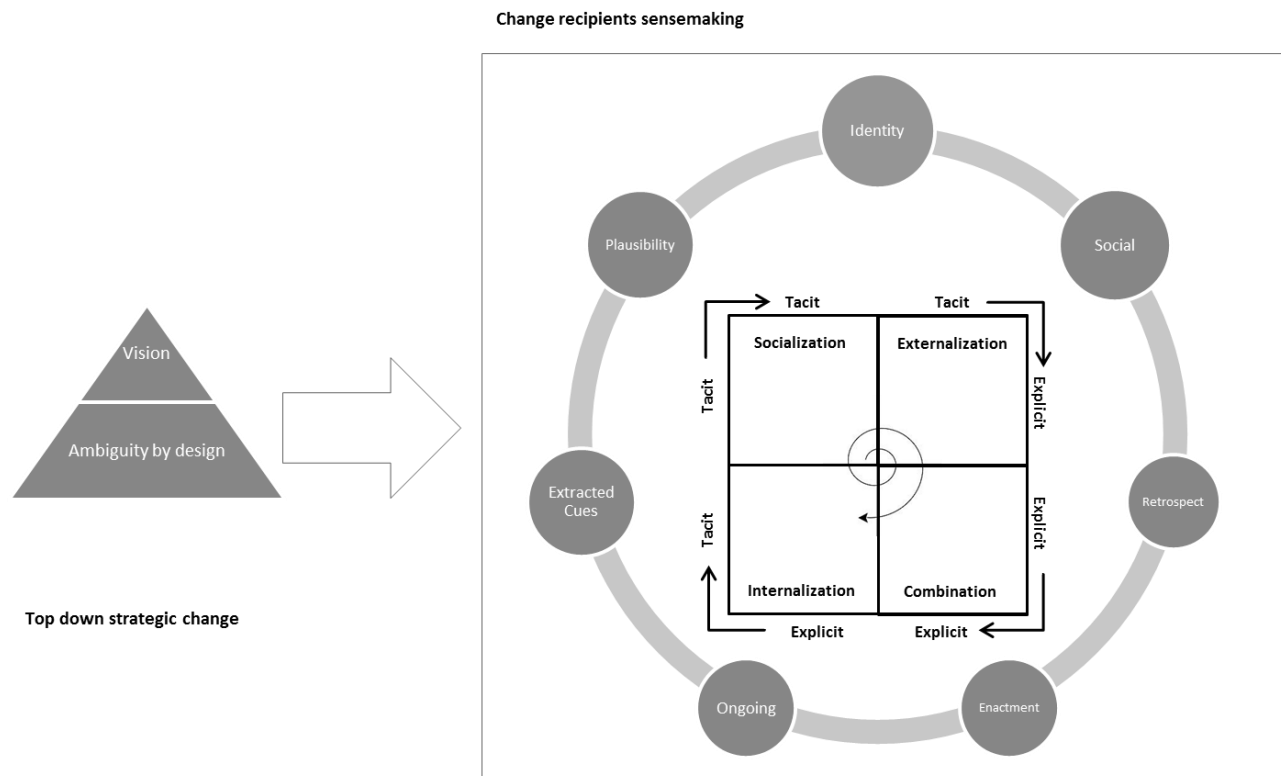 Change recipients sensemaking
Identity
Plausibility
Social
Tacit
Tacit
Socialization
Externalization
Vision
Tacit
Explicit
Ambiguity by design
Extracted
Cues
Retrospect
Tacit
Explicit
Internalization
Combination
Top down strategic change
Explicit
Explicit
Ongoing
Enactment